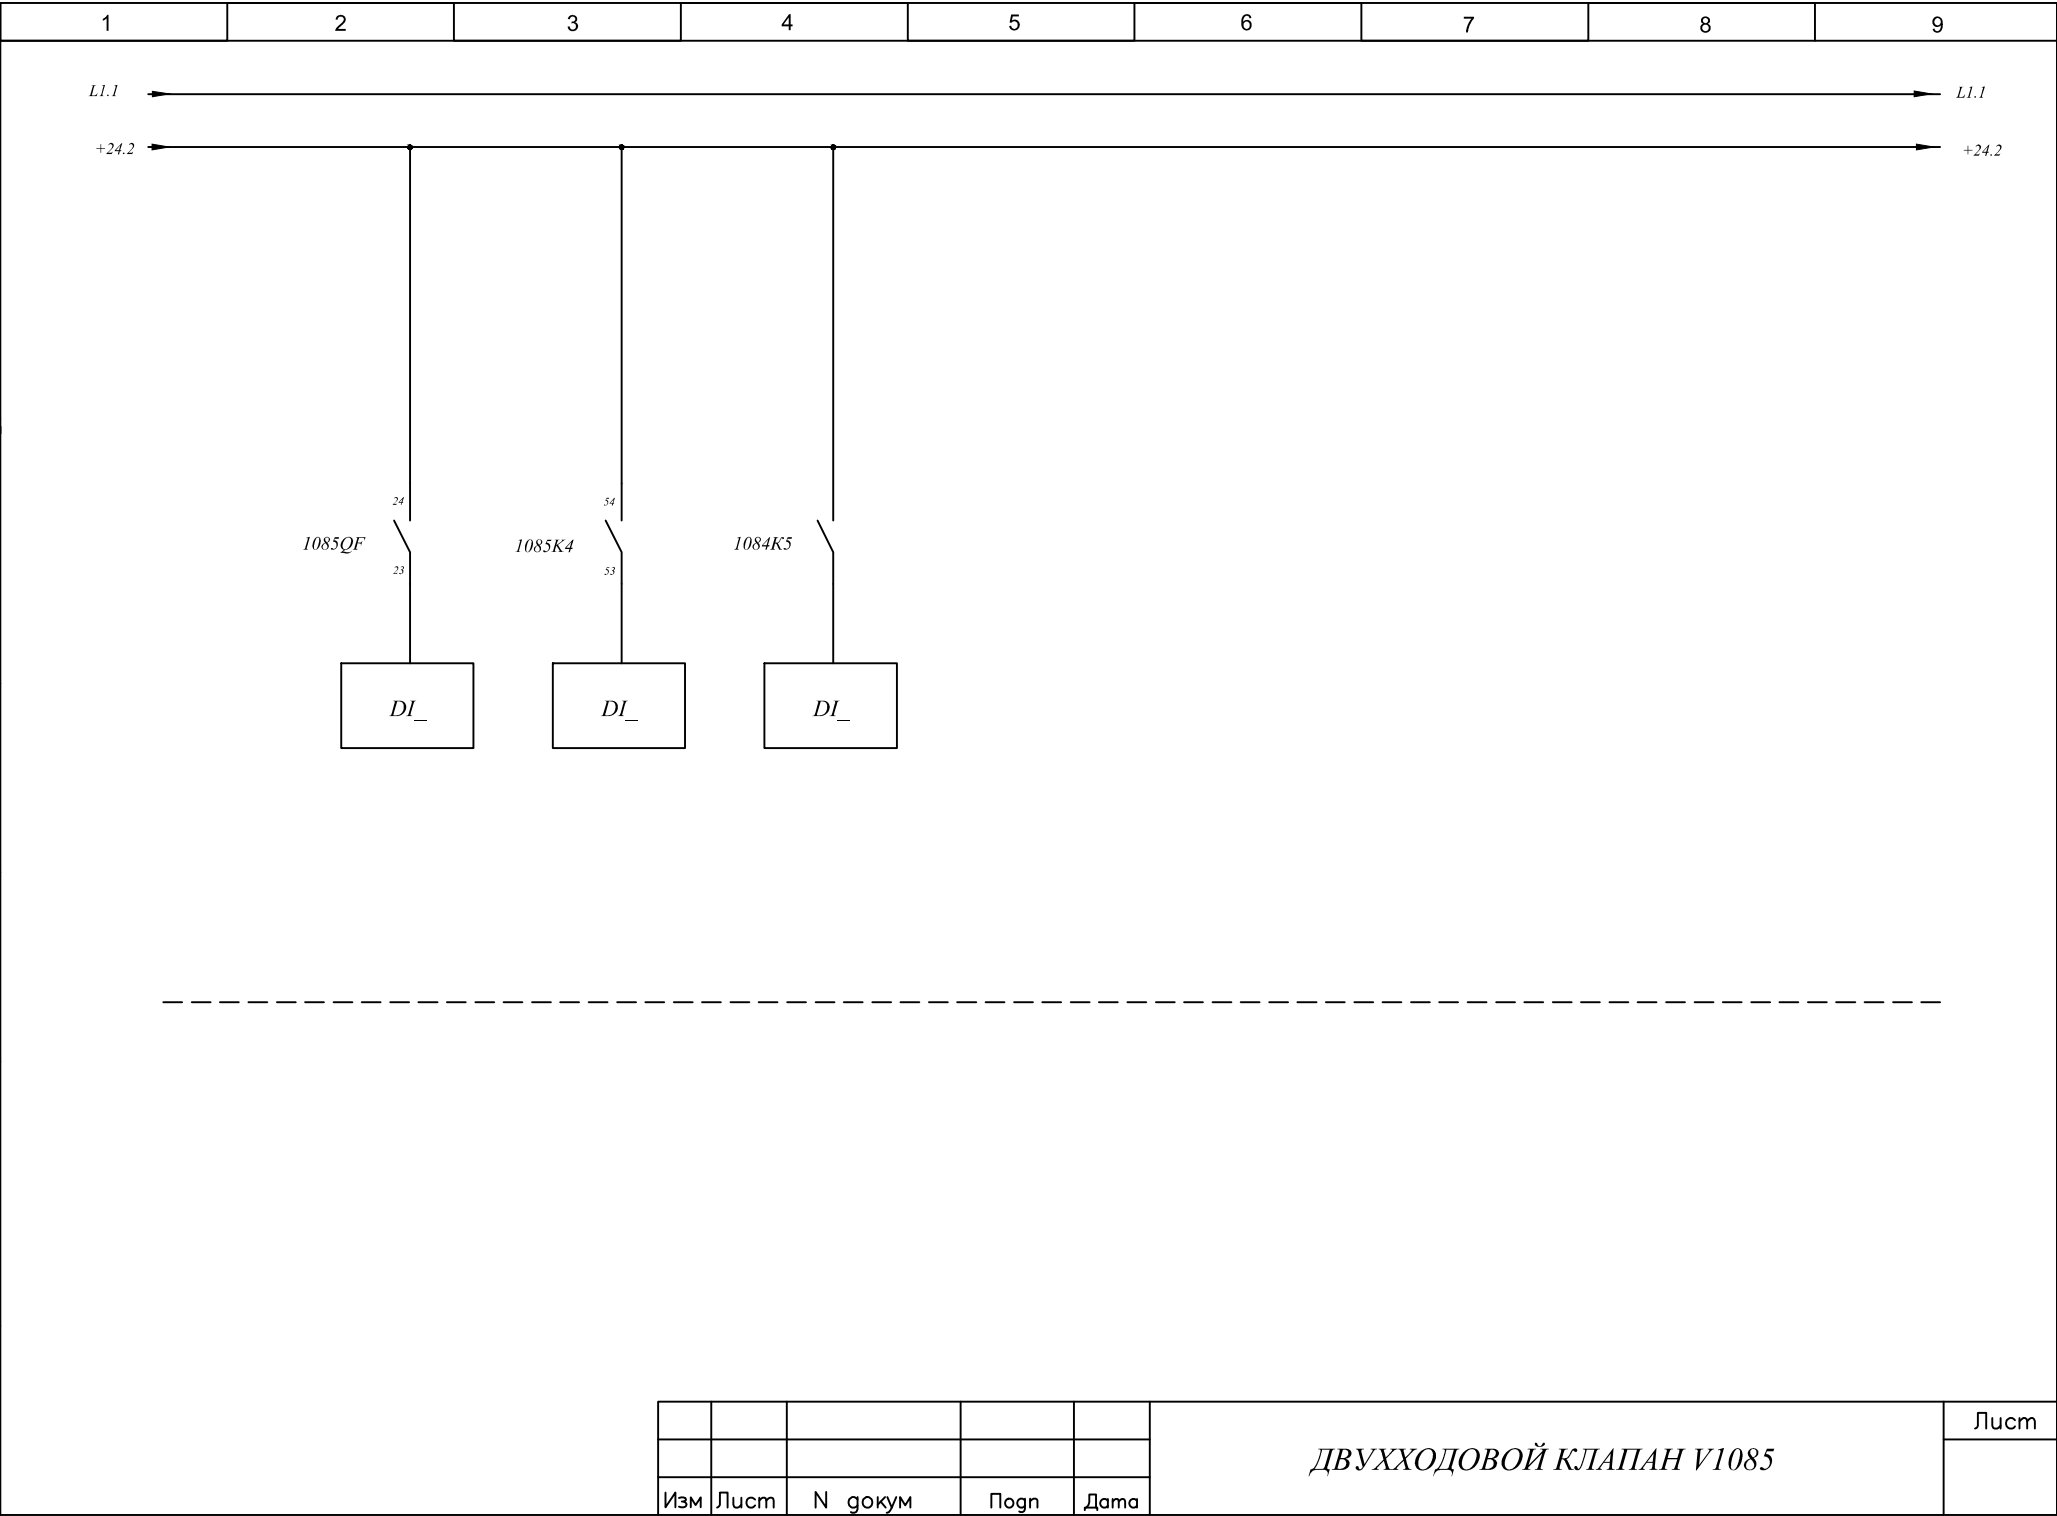 1 2 3 4 5 6 7 8 9
L1.1 L1.1
+24.2 +24.2
24 54
1085QF 1085K4 1084K5
23 53
DI_ DI_ DI_
Лист
ДВУХХОДОВОЙ КЛАПАН V1085
Изм Лист N докум Подп Дата